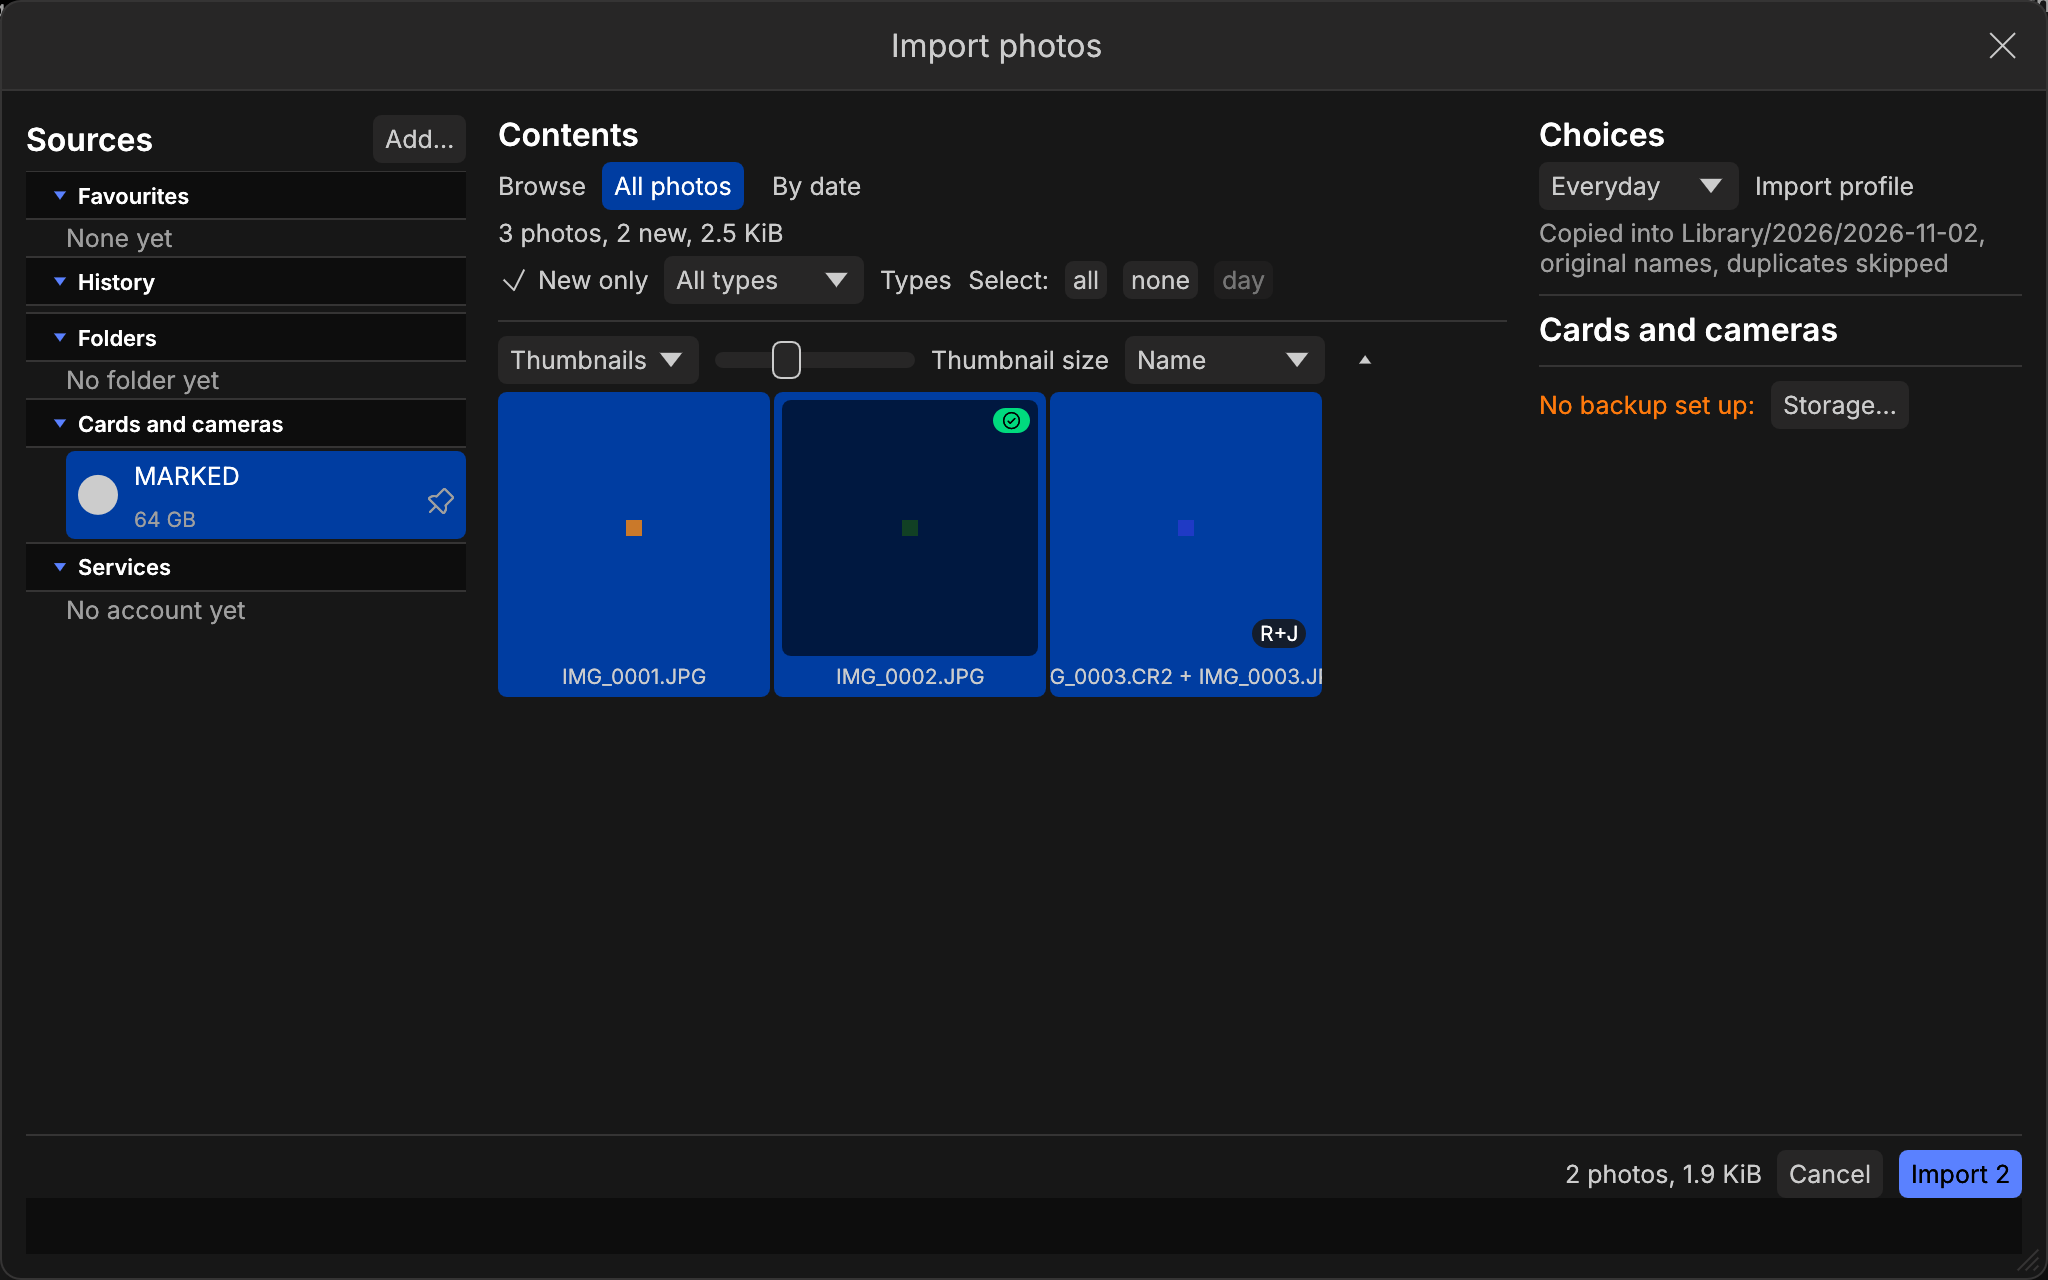 Import photos
Sources
Add...
Favourites
None yet
History
Folders
No folder yet
Cards and cameras
MARKED
64 GB
Services
No account yet
Contents
Browse All photos By date
3 photos, 2 new, 2.5 KiB
New only All types Types Select: all none day
Thumbnails Thumbnail size Name
IMG_0001.JPG
IMG_0002.JPG
R+J
G_0003.CR2 + IMG_0003.J
Choices
Everyday Import profile
Copied into Library/2026/2026-11-02,
original names, duplicates skipped
Cards and cameras
No backup set up: Storage...
2 photos, 1.9 KiB Cancel Import 2